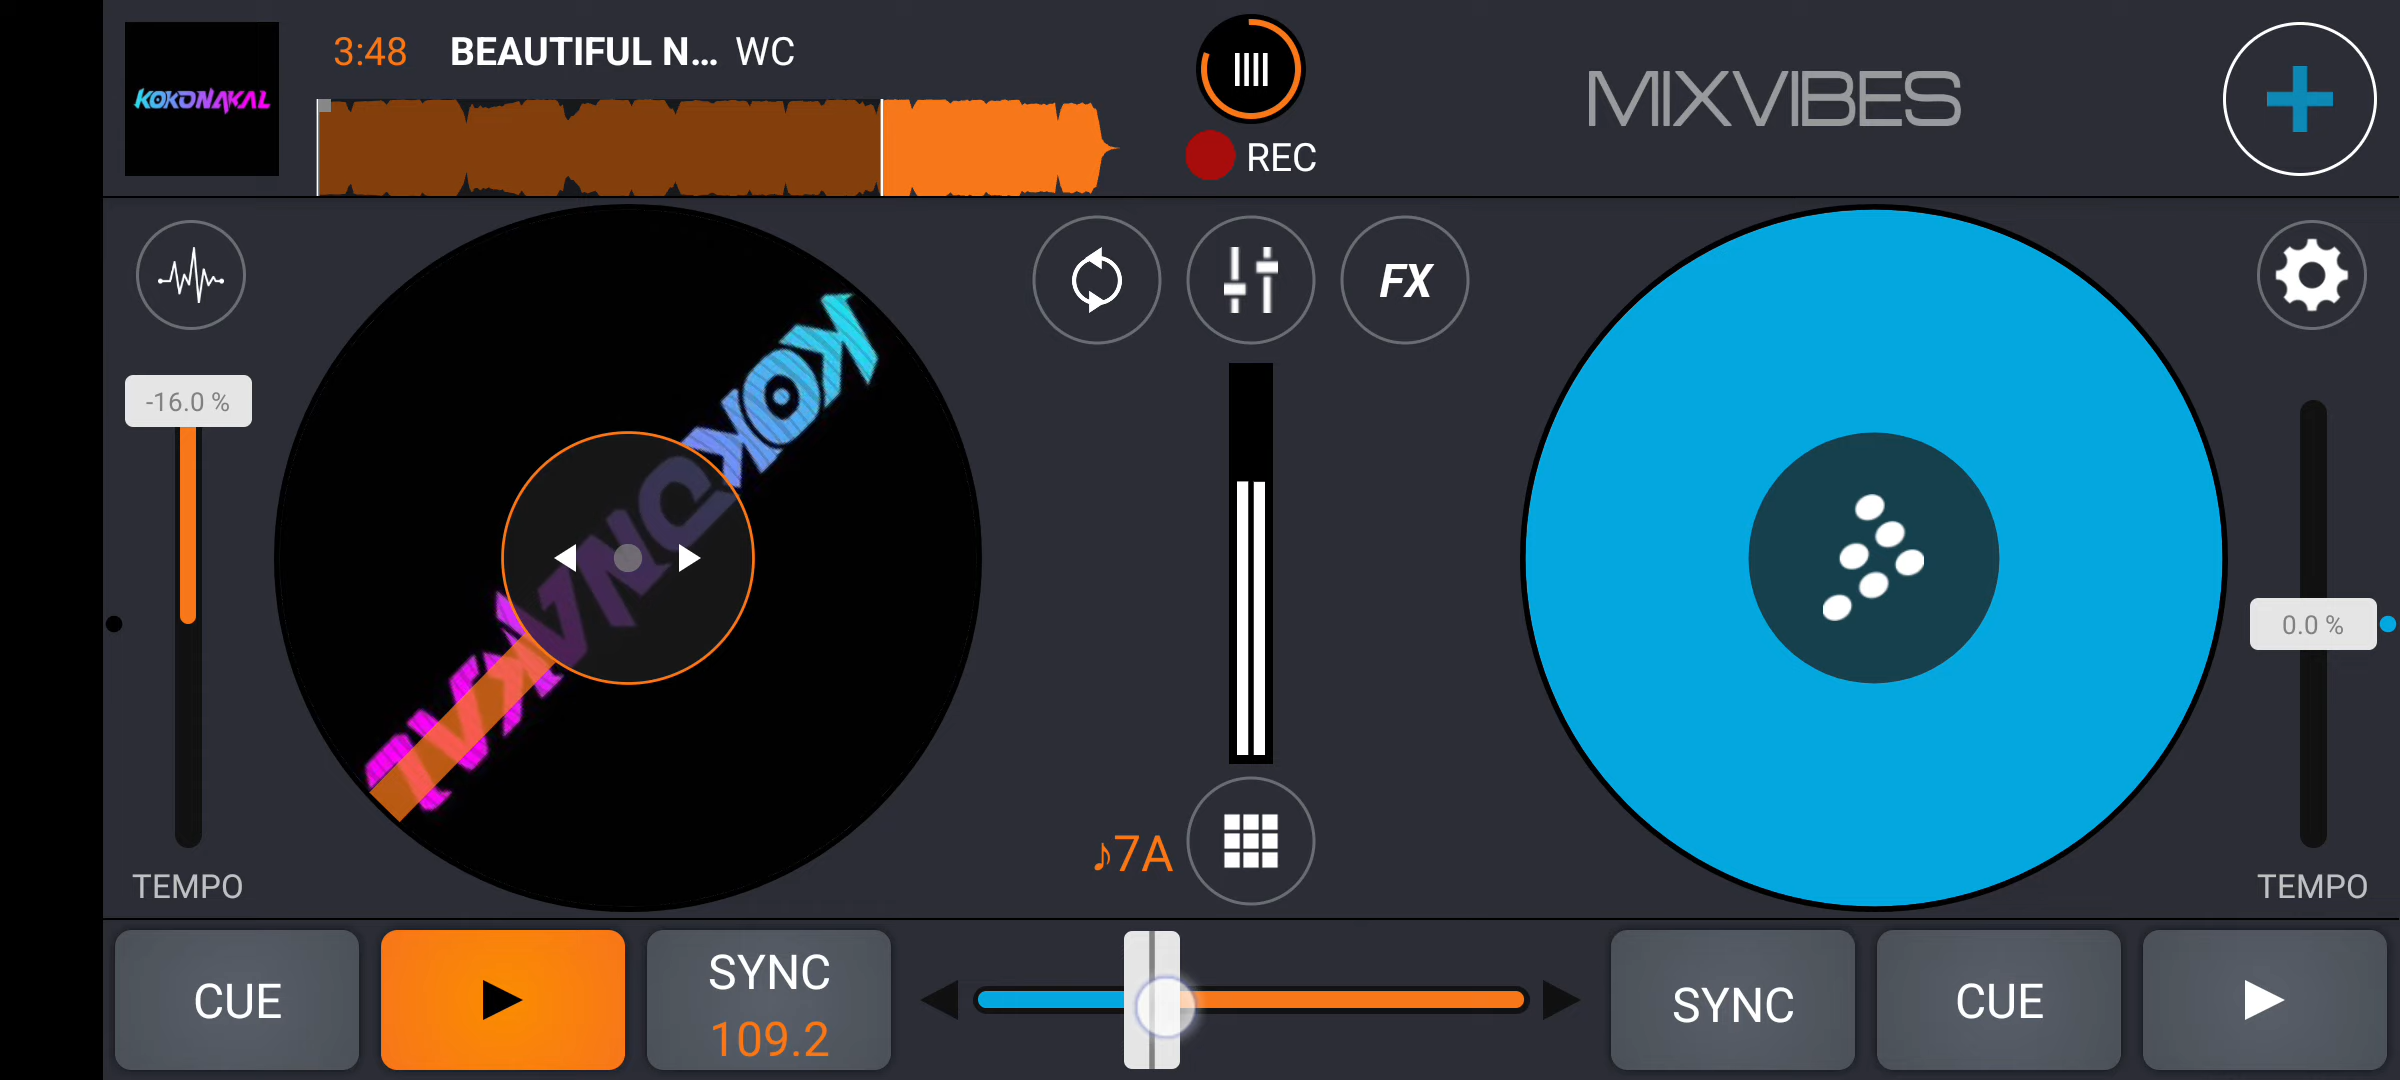 KOKONAKAL
3:48 BEAUTIFUL N... WC
REC
MIXVIBES
FX
-16.0 %
KOKONAKAL
0.0 %
♪7A
TEMPO
TEMPO
CUE
SYNC
109.2
SYNC
CUE